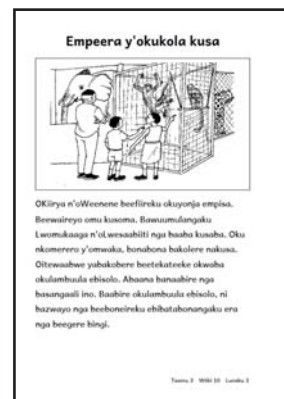 Empeera y'okukola kusa
OKiirya n'oWeenene beefiireku okuyonja empisa.
Beewaireyo omu kusoma. Bawuumulangaku
Lwomukaaga n'oLwesaabiiti nga baaba kusaba. Oku
nkomerero y'omwaka, bonabona bakolere nakusa.
Oitewaabwe yabakobere beetekateeke okwaba
okulambuula ebisolo. Abaana banaabire nga
basangaali ino. Baabire okulambuula ebisolo, ni
bazwayo nga beeboneireku ebibatabonangaku era
nga beegere bingi.
Taamu 3 Wiiki 10 Lunaku 3